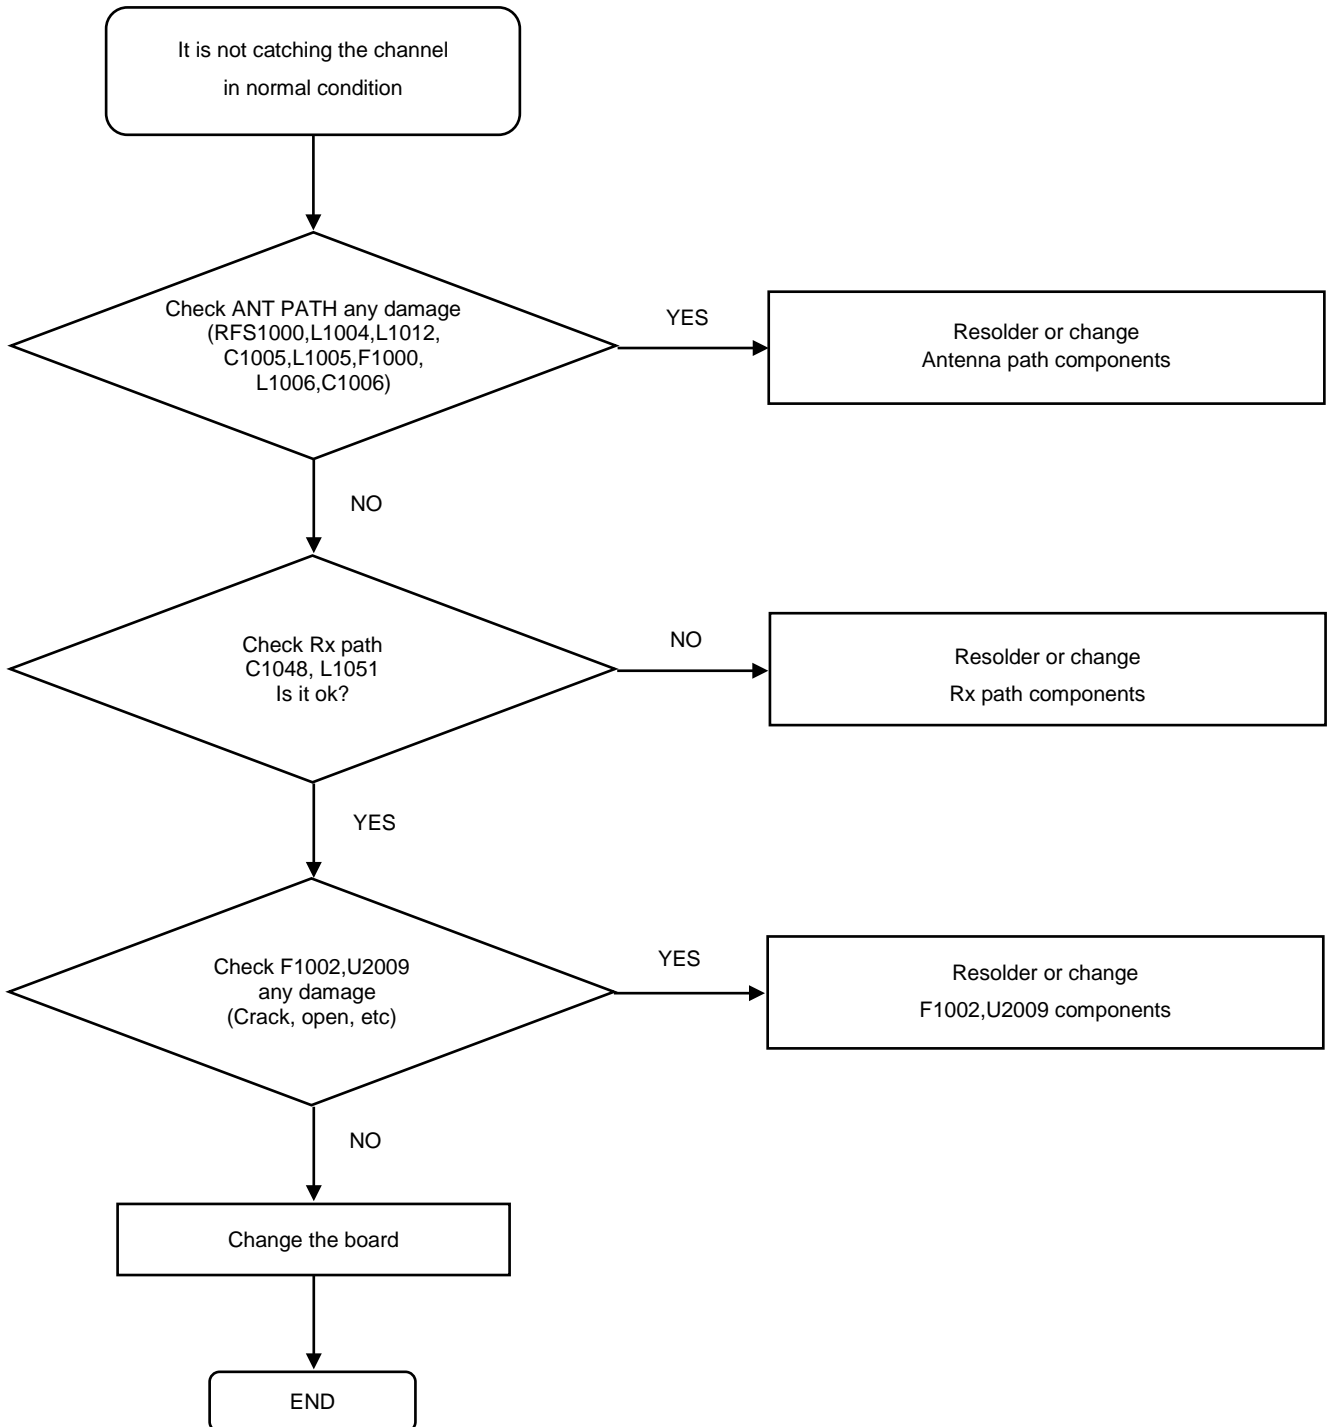 It is not catching the channel
in normal condition
Check ANT PATH any damage
(RFS1000,L1004,L1012,
C1005,L1005,F1000,
L1006,C1006)
YES
Resolder or change
Antenna path components
NO
Check Rx path
C1048, L1051
Is it ok?
NO
Resolder or change
Rx path components
YES
Check F1002,U2009
any damage
(Crack, open, etc)
YES
Resolder or change
F1002,U2009 components
NO
Change the board
END